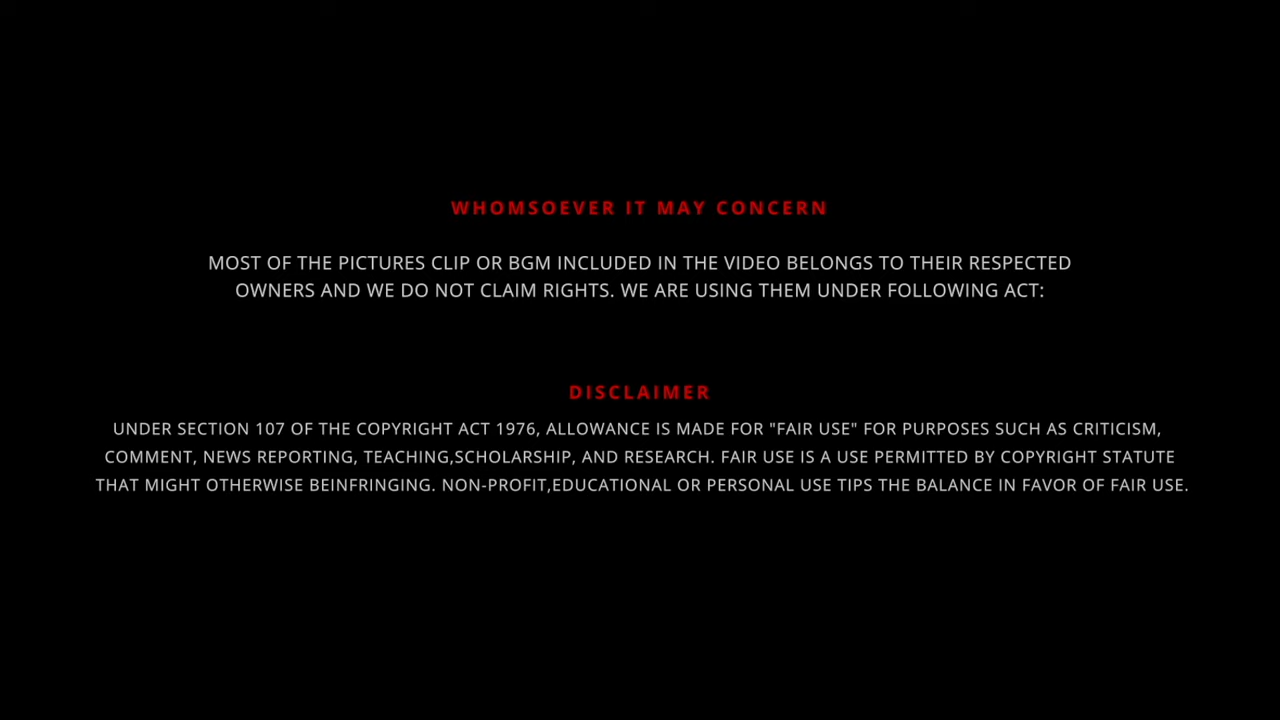 WHOMSOEVER IT MAY CONCERN
MOST OF THE PICTURES CLIP OR BGM INCLUDED IN THE VIDEO BELONGS TO THEIR RESPECTED
OWNERS AND WE DO NOT CLAIM RIGHTS. WE ARE USING THEM UNDER FOLLOWING ACT:
DISCLAIMER
UNDER SECTION 107 OF THE COPYRIGHT ACT 1976, ALLOWANCE IS MADE FOR "FAIR USE" FOR PURPOSES SUCH AS CRITICISM,
COMMENT, NEWS REPORTING, TEACHING,SCHOLARSHIP, AND RESEARCH. FAIR USE IS A USE PERMITTED BY COPYRIGHT STATUTE
THAT MIGHT OTHERWISE BEINFRINGING. NON-PROFIT,EDUCATIONAL OR PERSONAL USE TIPS THE BALANCE IN FAVOR OF FAIR USE.